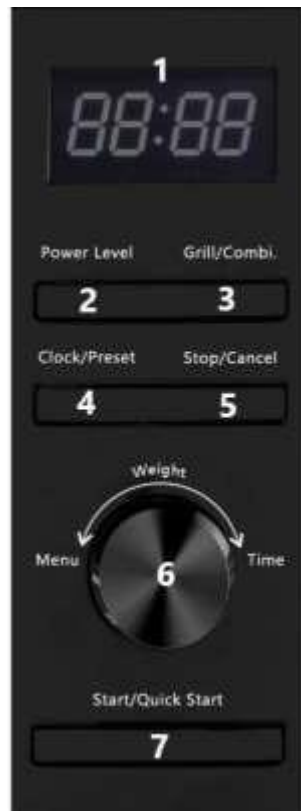 1
88:88
Power Level Grill/Combi.
2 3
Clock/Preset Stop/Cancel
4 5
Weight
Menu 6 Time
Start/Quick Start
7